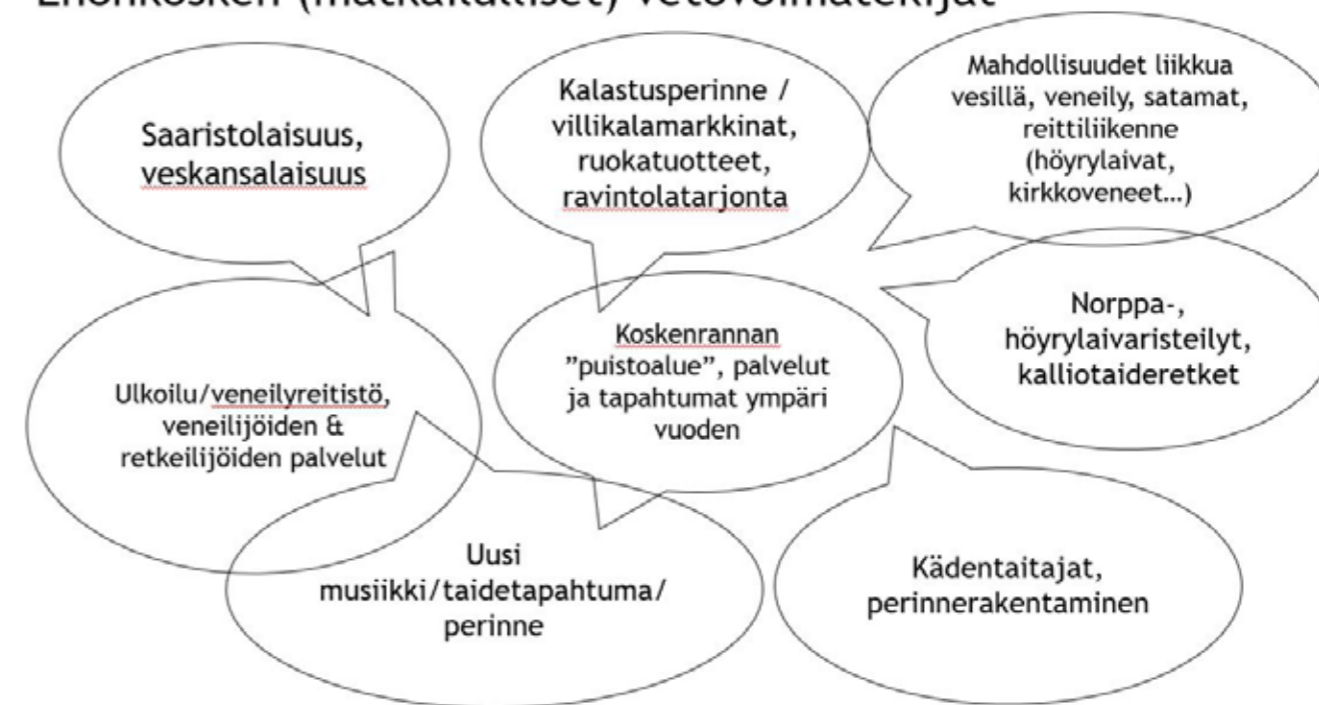 Enonkosken (matkailulliset) vetovoimatekijät
Saaristolaisuus,
veskansalaisuus
Kalastusperinne /
villikalamarkkinat,
ruokatuotteet,
ravintolatarjonta
Mahdollisuudet liikkua
vesillä, veneily, satamat,
reittiliikenne
(höyrylaivat,
kirkkoveneet…)
Ulkoilu/veneilyreitistö,
veneilijöiden &
retkeilijöiden palvelut
Koskenrannan
”puistoalue”, palvelut
ja tapahtumat ympäri
vuoden
Norppa-,
höyrylaivaristeilyt,
kalliotaideretket
Uusi
musiikki/taidetapahtuma/
perinne
Kädentaitajat,
perinnerakentaminen